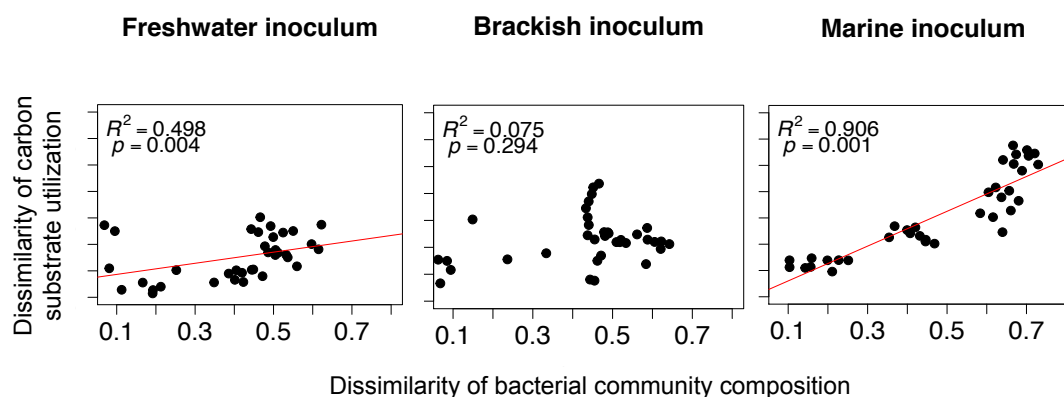 Freshwater inoculum
Brackish inoculum
Marine inoculum
Dissimilarity of carbon
substrate utilization
R² = 0.498
p = 0.004
R² = 0.075
p = 0.294
R² = 0.906
p = 0.001
0.1 0.3 0.5 0.7
0.1 0.3 0.5 0.7
0.1 0.3 0.5 0.7
Dissimilarity of bacterial community composition